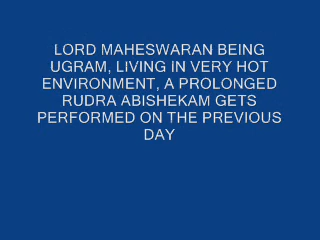 LORD MAHESWARAN BEING
UGRAM, LIVING IN VERY HOT
ENVIRONMENT, A PROLONGED
RUDRA ABISHEKAM GETS
PERFORMED ON THE PREVIOUS
DAY